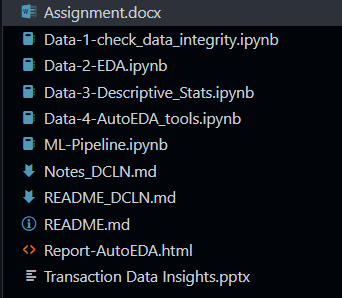 Assignment.docx
Data-1-check_data_integrity.ipynb
Data-2-EDA.ipynb
Data-3-Descriptive_Stats.ipynb
Data-4-AutoEDA_tools.ipynb
ML-Pipeline.ipynb
Notes_DCLN.md
README_DCLN.md
README.md
Report-AutoEDA.html
Transaction Data Insights.pptx